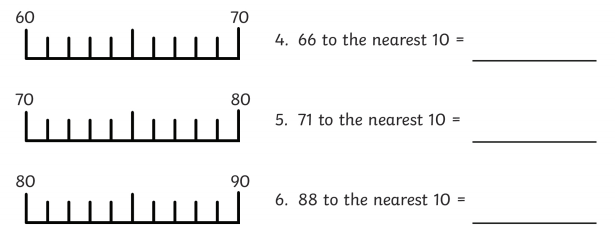 60 70
4. 66 to the nearest 10 =
70 80
5. 71 to the nearest 10 =
80 90
6. 88 to the nearest 10 =